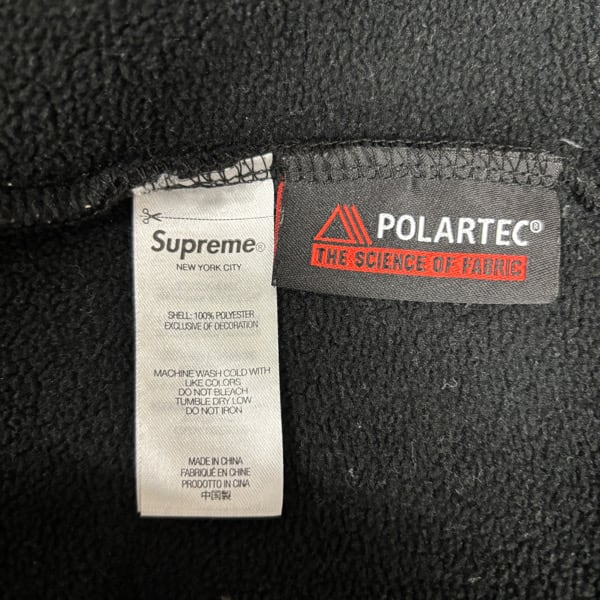 Supreme®
NEW YORK CITY
SHELL: 100% POLYESTER
EXCLUSIVE OF DECORATION
MACHINE WASH COLD WITH
LIKE COLORS
DO NOT BLEACH
TUMBLE DRY LOW
DO NOT IRON
MADE IN CHINA
FABRIQUÉ EN CHINE
PRODOTTO IN CINA
中国製
POLARTEC®
THE SCIENCE OF FABRIC